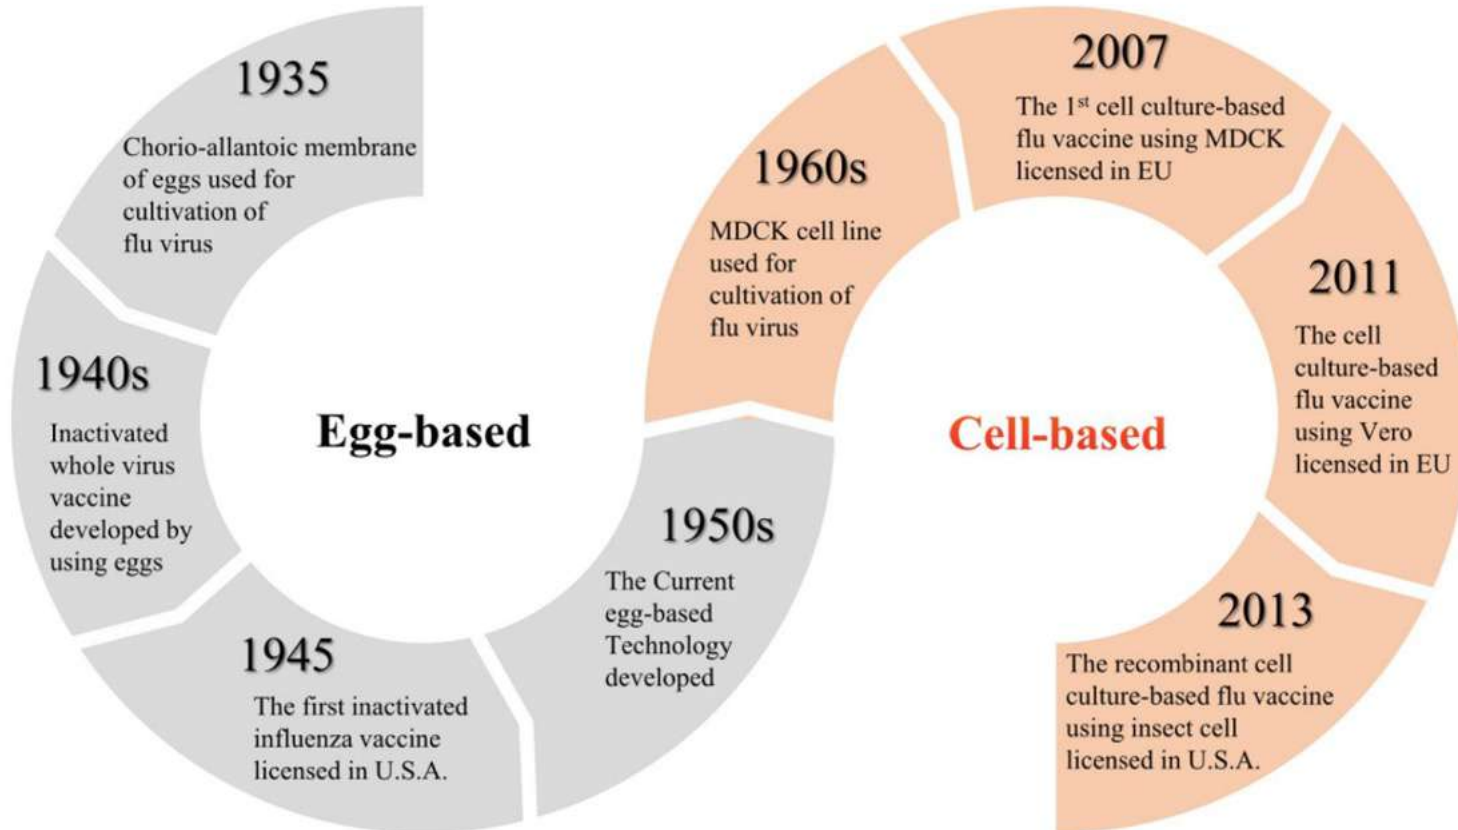 1935
Chorio-allantoic membrane
of eggs used for
cultivation of
flu virus
1940s
Inactivated
whole virus
vaccine
developed by
using eggs
1945
The first inactivated
influenza vaccine
licensed in U.S.A.
1950s
The Current
egg-based
Technology
developed
Egg-based
1960s
MDCK cell line
used for
cultivation of
flu virus
2007
The 1st cell culture-based
flu vaccine using MDCK
licensed in EU
2011
The cell
culture-based
flu vaccine
using Vero
licensed in EU
2013
The recombinant cell
culture-based flu vaccine
using insect cell
licensed in U.S.A.
Cell-based